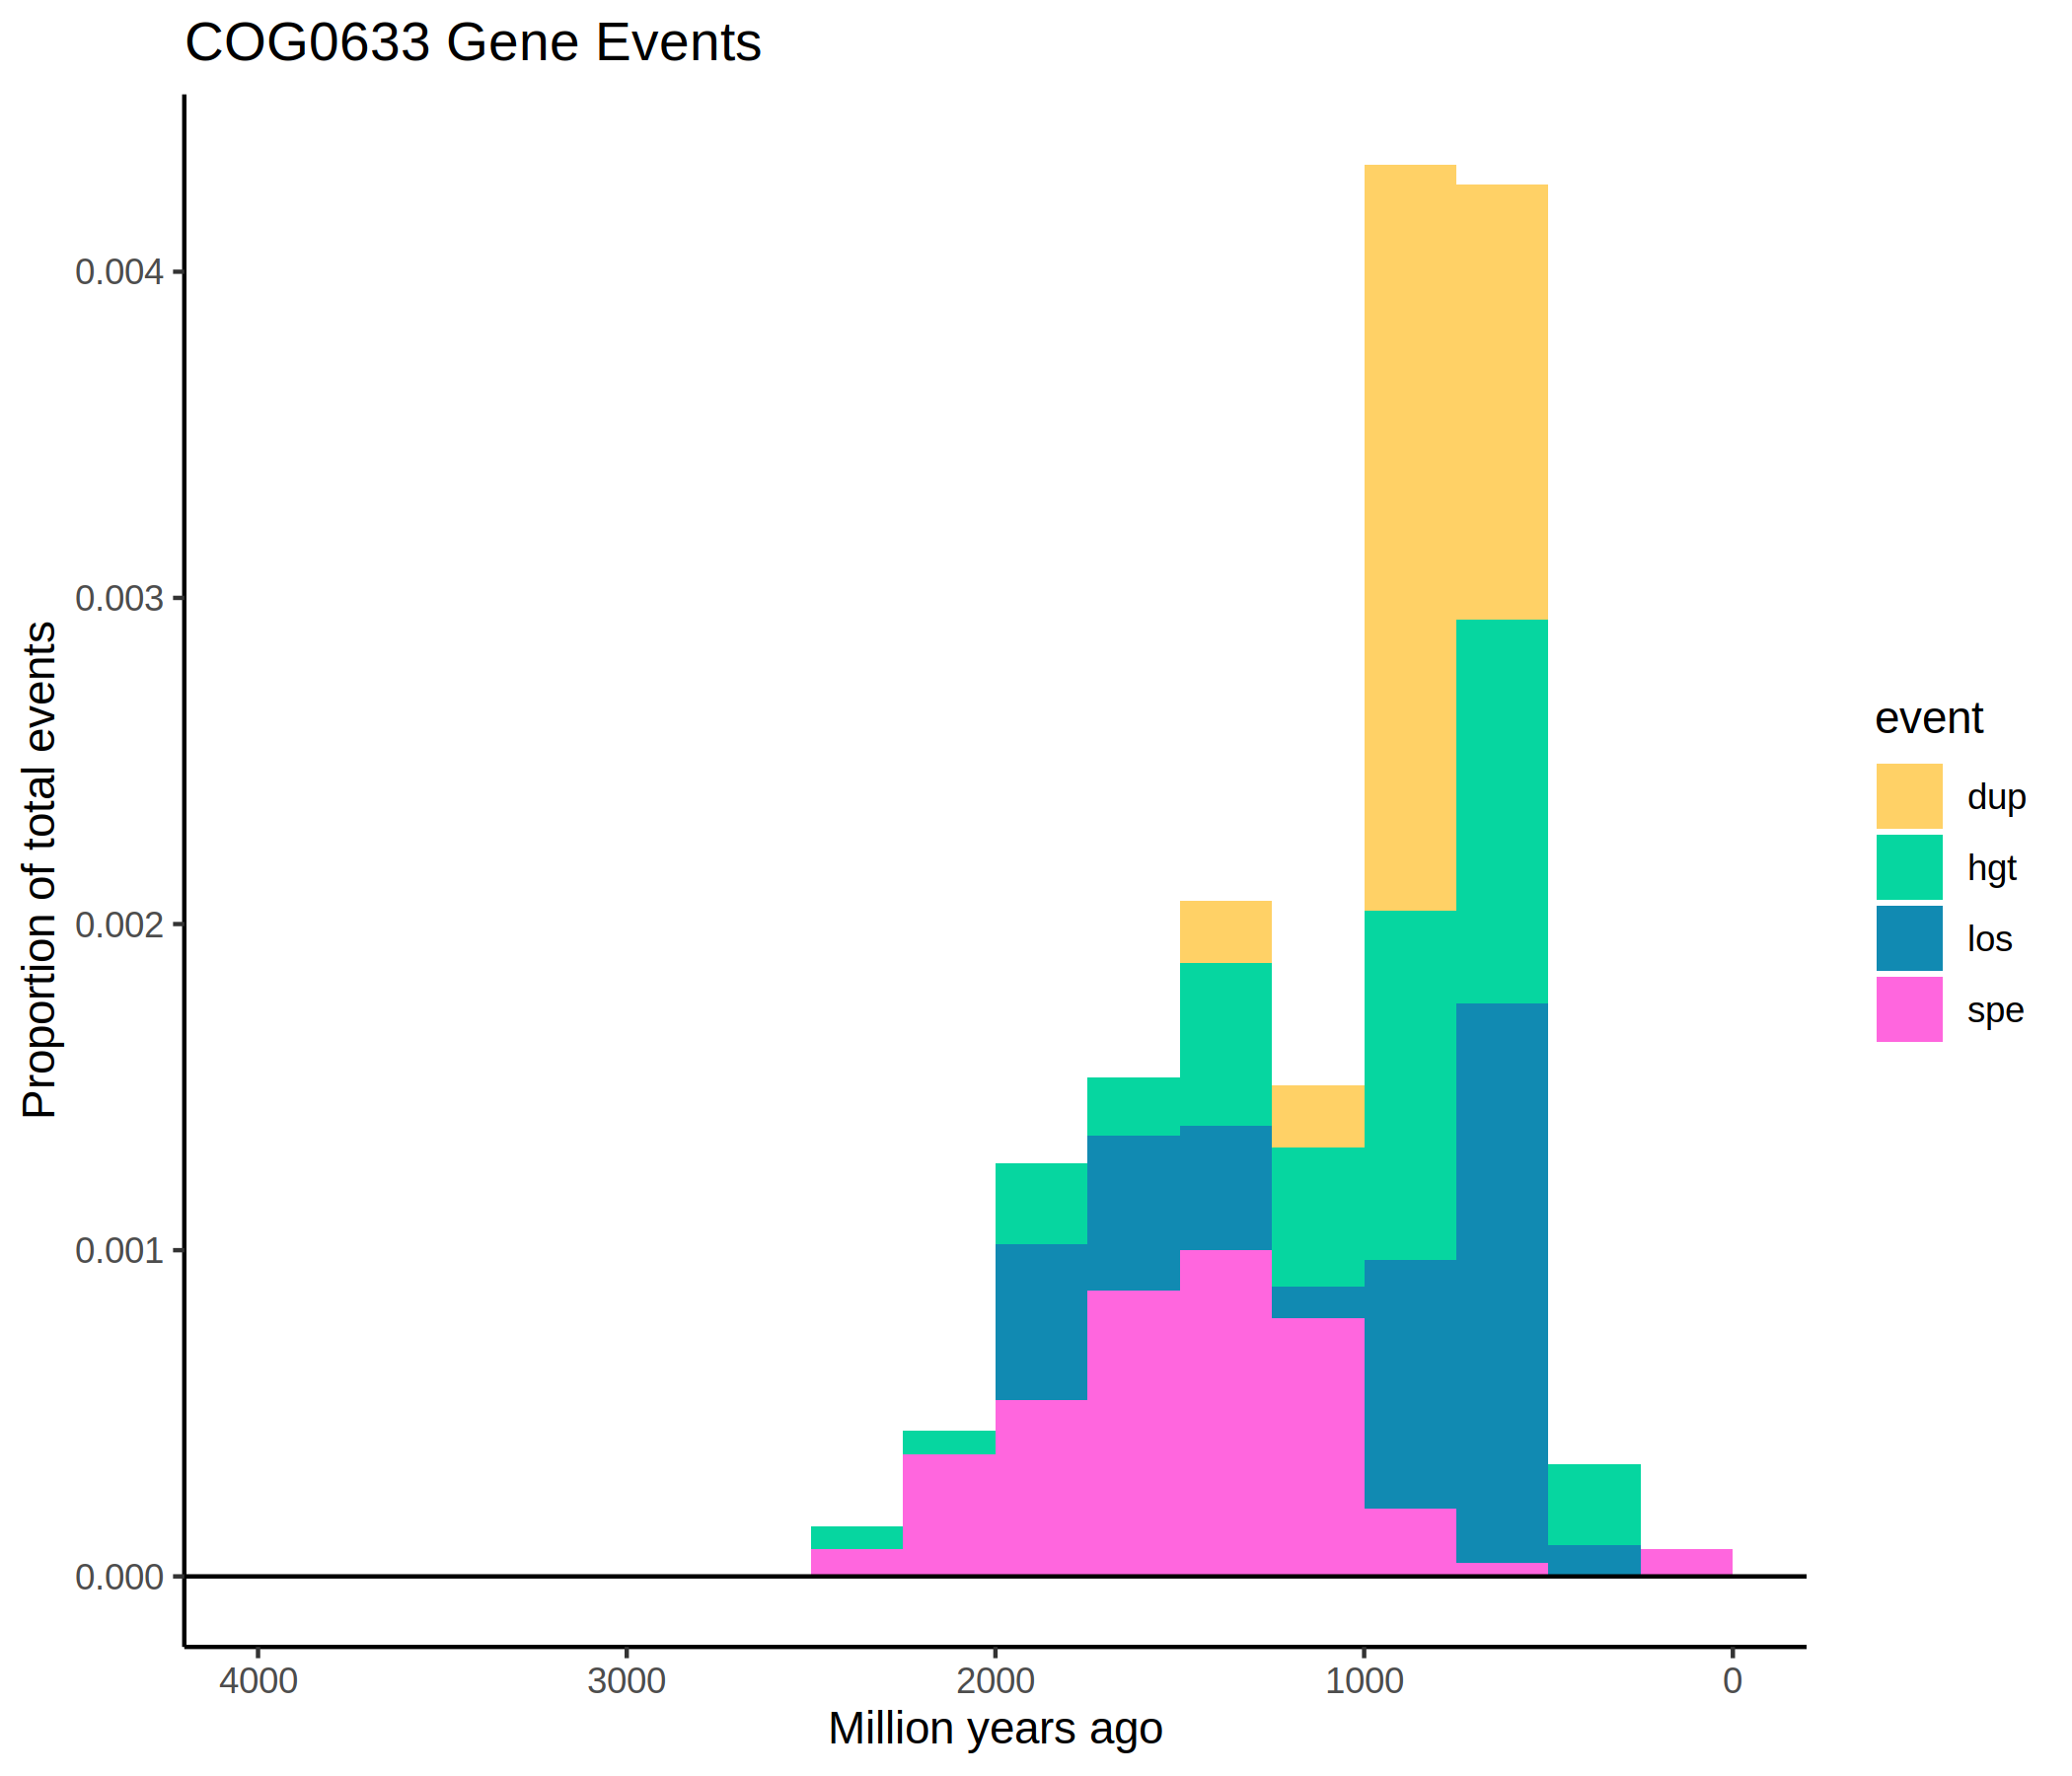 COG0633 Gene Events
Proportion of total events
0.004
0.003
0.002
0.001
0.000
4000 3000 2000 1000 0
Million years ago
event
dup
hgt
los
spe